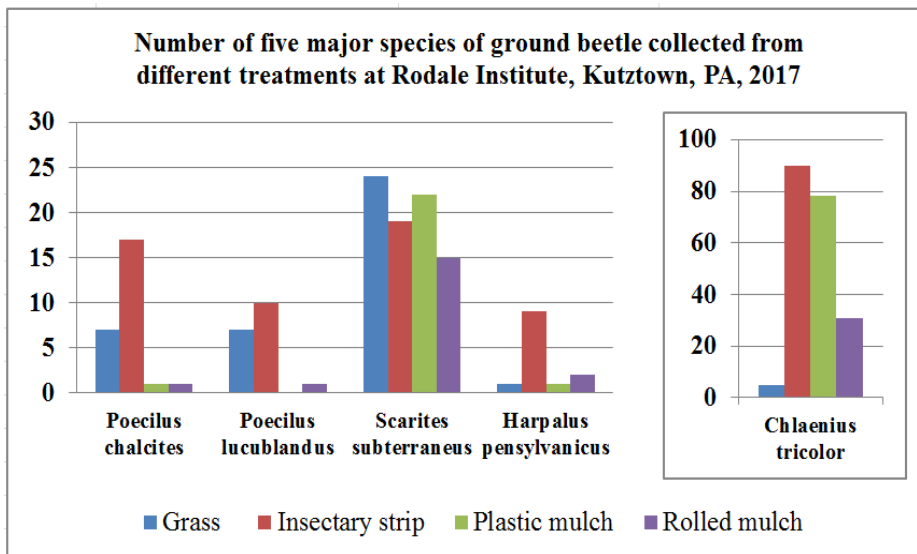 Number of five major species of ground beetle collected from
different treatments at Rodale Institute, Kutztown, PA, 2017
30
25
20
15
10
5
0
Poecilus
chalcites
Poecilus
lucublandus
Scarites
subterraneus
Harpalus
pensylvanicus
100
80
60
40
20
0
Chlaenius
tricolor
Grass
Insectary strip
Plastic mulch
Rolled mulch